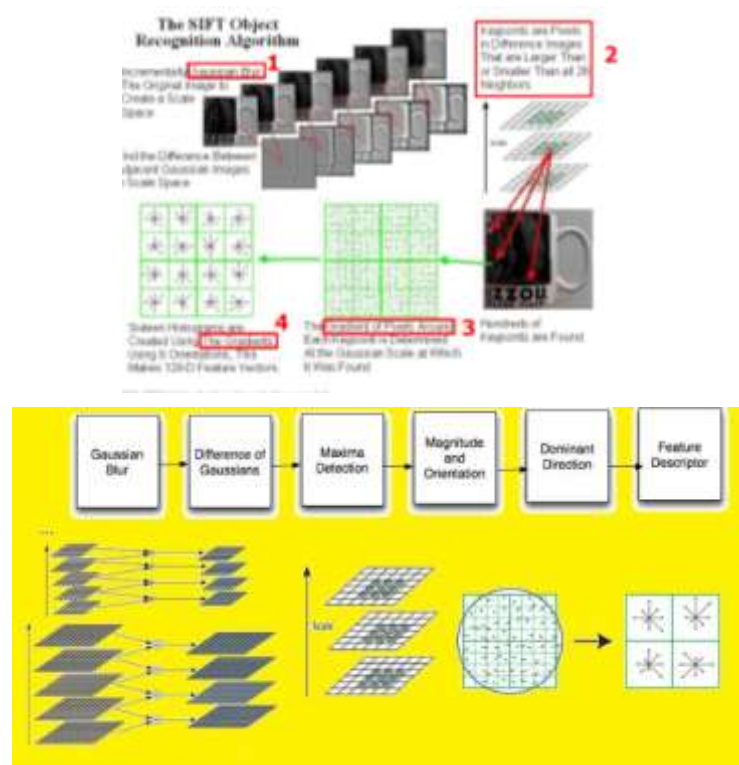 The SIFT Object
Recognition Algorithm
1
Incrementally Gaussian Blur
The Original Image to
Create a Scale
Space
Find the Difference Between
Adjacent Gaussian Images
Scale Space
Keypoints are Pixels
in Difference Images
That are Larger Than
or Smaller Than all 26
Neighbors
2
scale
IZZOU
Hundreds of
Keypoints are Found
3
The Gradient of Pixels Around
Each Keypoint is Determined
At the Gaussian Scale at Which
It Was Found
4
Sixteen Histograms are
Created Using The Gradients
Using 8 Orientations, This
Makes 128-D Feature Vectors
Gaussian
Blur
Difference of
Gaussians
Maxima
Detection
Magnitude
and
Orientation
Dominant
Direction
Feature
Descriptor
Scale